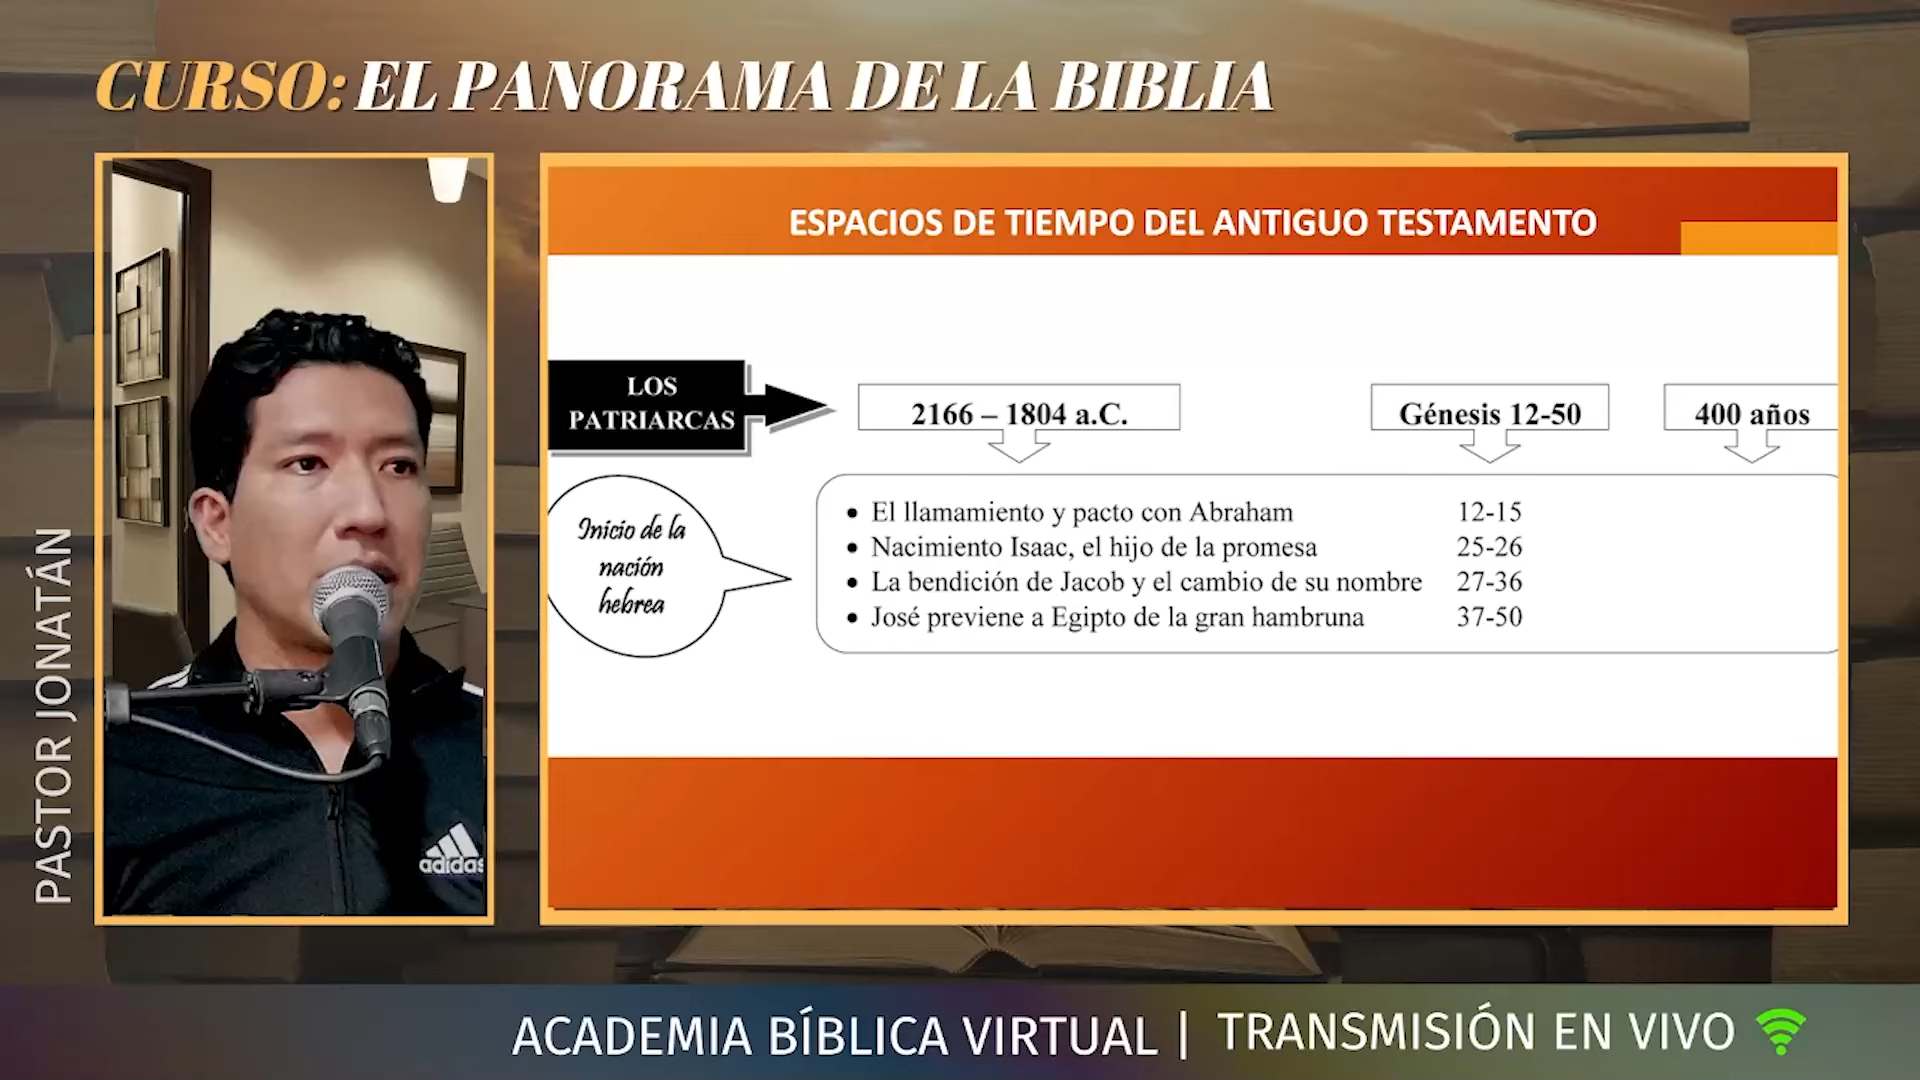 CURSO: EL PANORAMA DE LA BIBLIA
PASTOR JONATÁN
adidas
ESPACIOS DE TIEMPO DEL ANTIGUO TESTAMENTO
LOS
PATRIARCAS
2166 – 1804 a.C.
Génesis 12-50
400 años
Inicio de la
nación
hebrea
• El llamamiento y pacto con Abraham 12-15
• Nacimiento Isaac, el hijo de la promesa 25-26
• La bendición de Jacob y el cambio de su nombre 27-36
• José previene a Egipto de la gran hambruna 37-50
ACADEMIA BÍBLICA VIRTUAL | TRANSMISIÓN EN VIVO